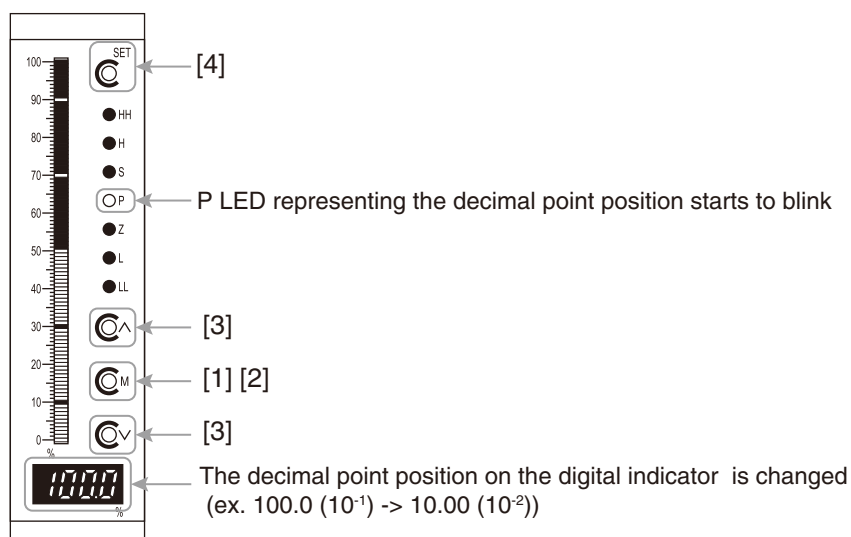 SET
[4]
100
90
HH
80
H
70
S
P
P LED representing the decimal point position starts to blink
60
Z
50
L
40
LL
30
[3]
20
M
[1] [2]
10
[3]
0
%
100.0
%
The decimal point position on the digital indicator is changed
(ex. 100.0 (10⁻¹) -> 10.00 (10⁻²))